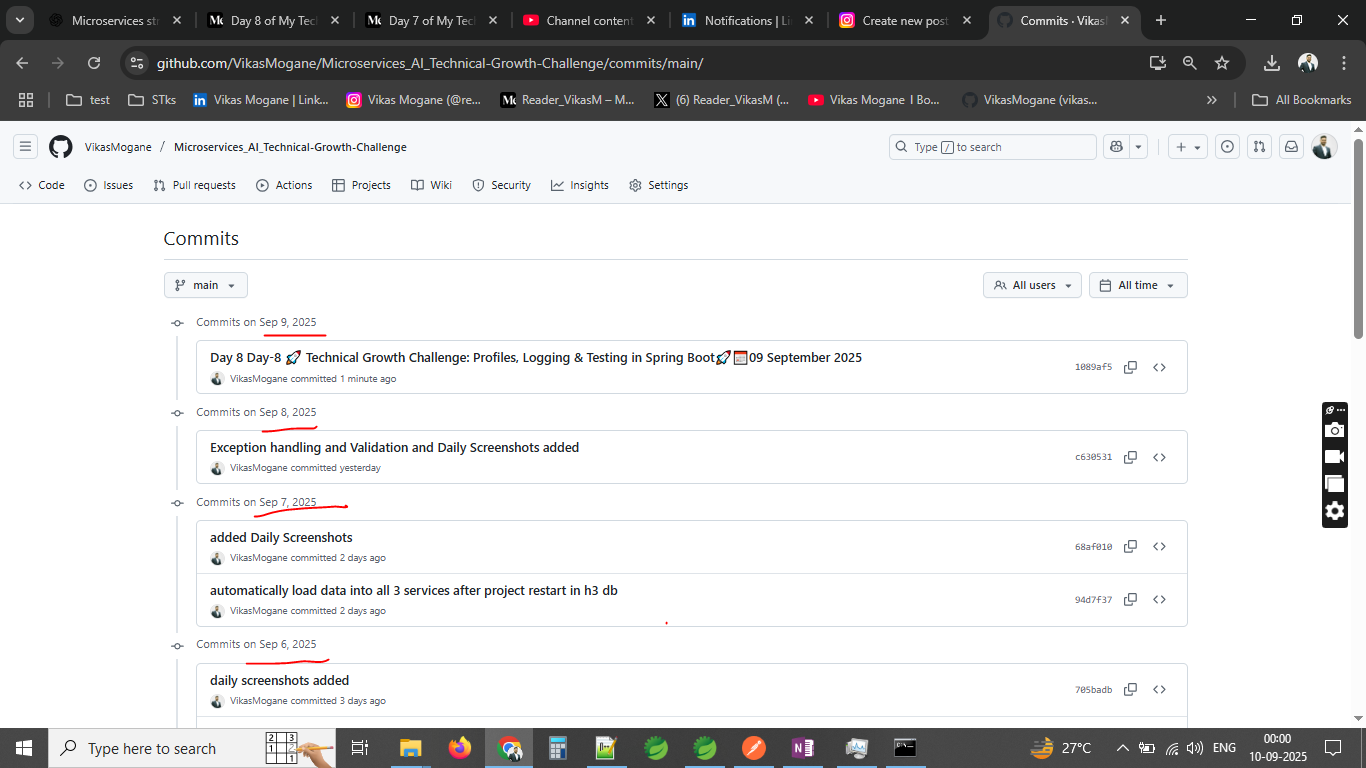 Microservices str
Day 8 of My Tec
Day 7 of My Tec
Channel content
Notifications | Li
Create new post
Commits · Vikas
github.com/VikasMogane/Microservices_AI_Technical-Growth-Challenge/commits/main/
test
STks
Vikas Mogane | Link...
Vikas Mogane (@re...
Reader_VikasM – M...
(6) Reader_VikasM (...
Vikas Mogane I Bo...
VikasMogane (vikas...
All Bookmarks
VikasMogane / Microservices_AI_Technical-Growth-Challenge
Type / to search
Code
Issues
Pull requests
Actions
Projects
Wiki
Security
Insights
Settings
Commits
main
All users
All time
Commits on Sep 9, 2025
Day 8 Day-8 🚀 Technical Growth Challenge: Profiles, Logging & Testing in Spring Boot🚀🗓09 September 2025
1089af5
VikasMogane committed 1 minute ago
Commits on Sep 8, 2025
Exception handling and Validation and Daily Screenshots added
c630531
VikasMogane committed yesterday
Commits on Sep 7, 2025
added Daily Screenshots
68af010
VikasMogane committed 2 days ago
automatically load data into all 3 services after project restart in h3 db
94d7f37
VikasMogane committed 2 days ago
Commits on Sep 6, 2025
daily screenshots added
705badb
VikasMogane committed 3 days ago
Type here to search
27°C
ENG
00:00
10-09-2025